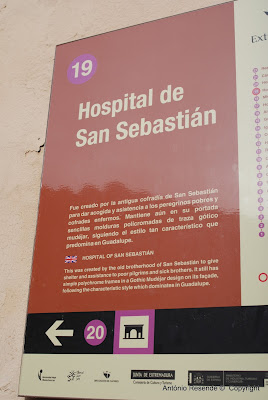 19
Hospital de
San Sebastián
Fue creado por la antigua cofradía de San Sebastián
para dar acogida y asistencia a los peregrinos pobres y
cofrades enfermos. Mantiene aún en su portada
sencillas molduras policromadas de traza gótico
mudéjar, siguiendo el estilo tan característico que
predomina en Guadalupe.
HOSPITAL OF SAN SEBASTIÁN
This was created by the old brotherhood of San Sebastián to give
shelter and assistance to poor pilgrims and sick brothers. It still has
simple polychrome frames in a Gothic Mudéjar design on its façade,
following the characteristic style which dominates in Guadalupe.
20
JUNTA DE EXTREMADURA
António Resende © Copyright